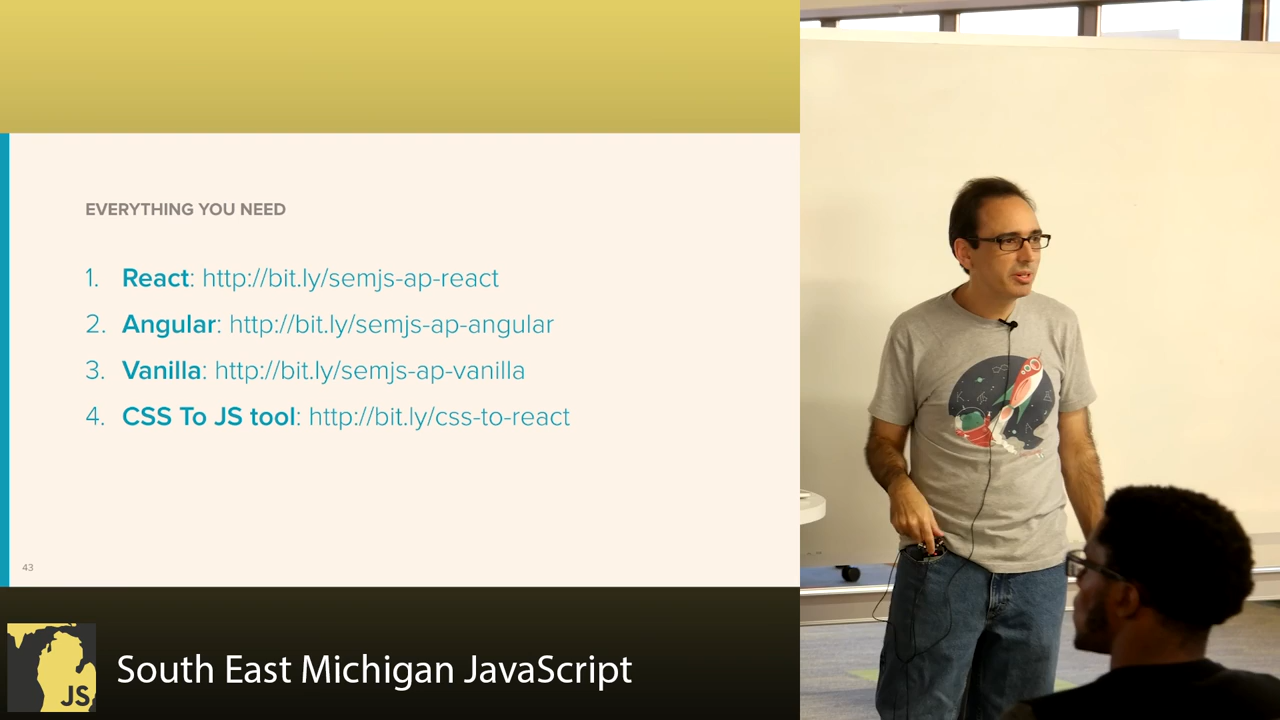 EVERYTHING YOU NEED
1. React: http://bit.ly/semjs-ap-react
2. Angular: http://bit.ly/semjs-ap-angular
3. Vanilla: http://bit.ly/semjs-ap-vanilla
4. CSS To JS tool: http://bit.ly/css-to-react
43
JS
South East Michigan JavaScript